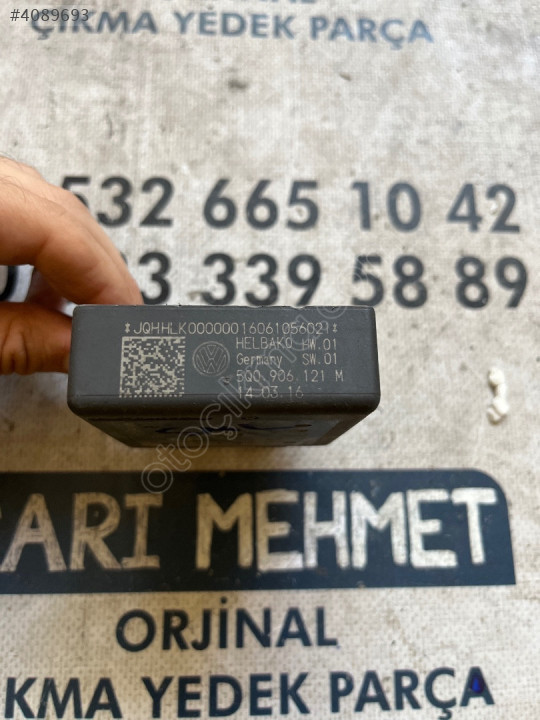 #4089693
ÇIKMA YEDEK PARÇA
532 665 10 42
3 339 58 89
*JQHHLK0000001606105602!*
HELBAKO HW.01
Germany SW.01
5Q0 906 121 M
14.03.16
ARI MEHMET
ORJİNAL
KMA YEDEK PARÇA